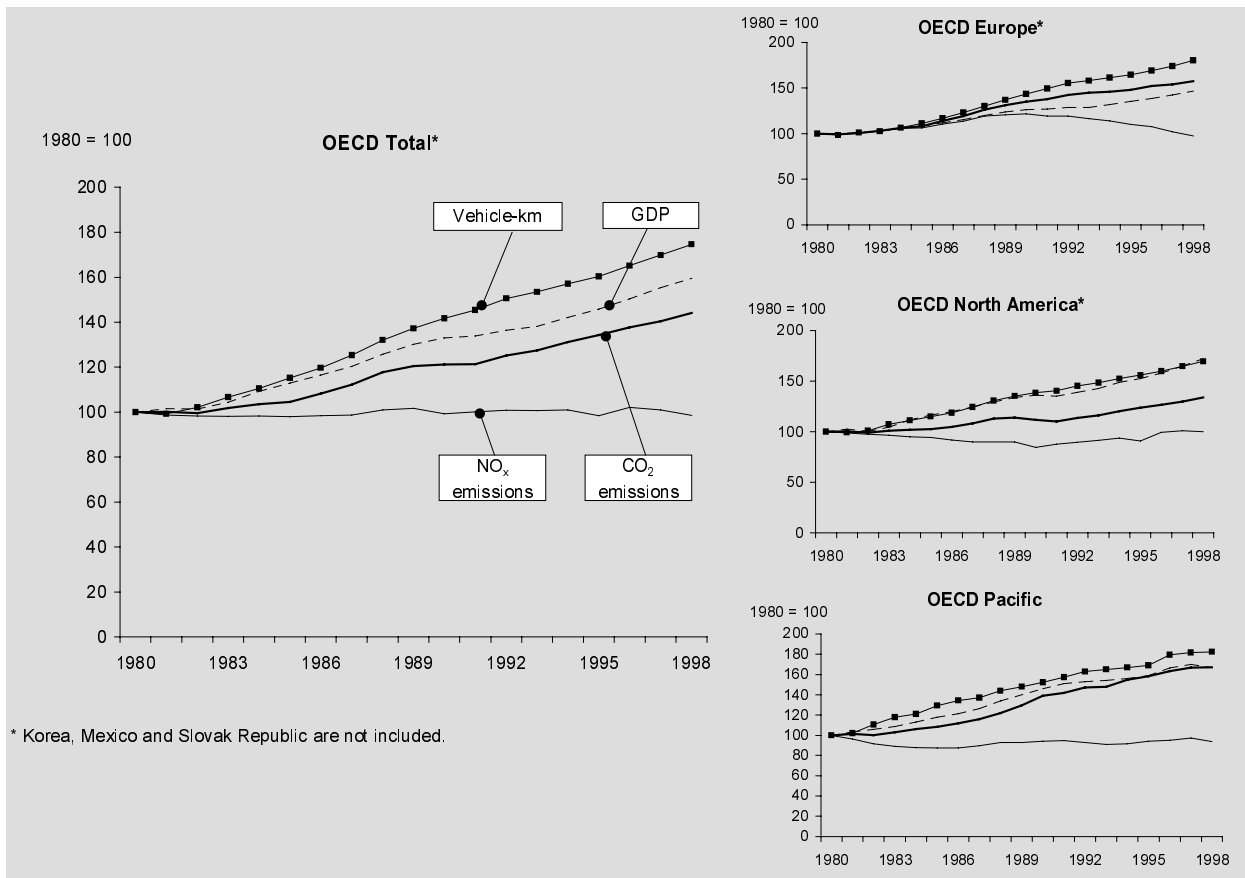 1980 = 100
OECD Total*
200
180
160
140
120
100
80
60
40
20
0
1980 1983 1986 1989 1992 1995 1998
Vehicle-km
GDP
NOx
emissions
CO2
emissions
* Korea, Mexico and Slovak Republic are not included.
1980 = 100
OECD Europe*
200
150
100
50
0
1980 1983 1986 1989 1992 1995 1998
1980 = 100
OECD North America*
200
150
100
50
0
1980 1983 1986 1989 1992 1995 1998
1980 = 100
OECD Pacific
200
180
160
140
120
100
80
60
40
20
0
1980 1983 1986 1989 1992 1995 1998